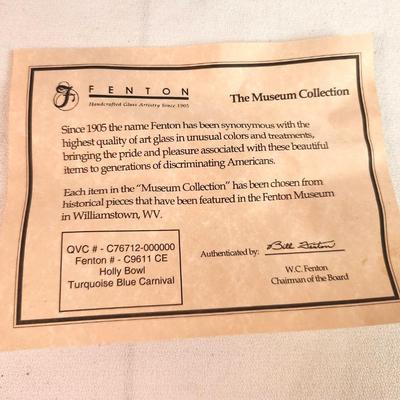 F FENTON
Handcrafted Glass Artistry Since 1905
The Museum Collection
Since 1905 the name Fenton has been synonymous with the
highest quality of art glass in unusual colors and treatments,
bringing the pride and pleasure associated with these beautiful
items to generations of discriminating Americans.
Each item in the "Museum Collection" has been chosen from
historical pieces that have been featured in the Fenton Museum
in Williamstown, WV.
QVC # - C76712-000000
Fenton # - C9611 CE
Holly Bowl
Turquoise Blue Carnival
Authenticated by: Bill Fenton
W.C. Fenton
Chairman of the Board